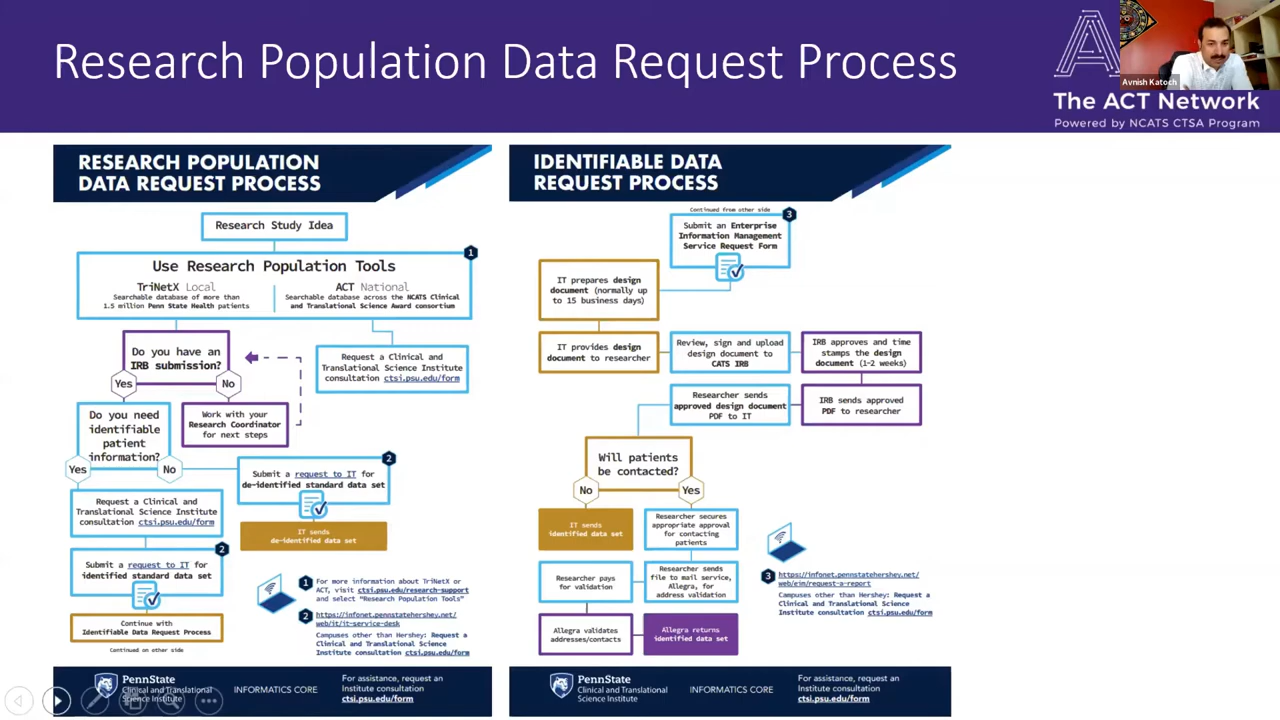 Research Population Data Request Process
Avnish Katoch
The ACT Network
Powered by NCATS CTSA Program
RESEARCH POPULATION
DATA REQUEST PROCESS
Research Study Idea
1
Use Research Population Tools
TriNetX Local
Searchable database of more than
1.5 million Penn State Health patients
ACT National
Searchable database across the NCATS Clinical
and Translational Science Award consortium
Do you have an
IRB submission?
Yes
No
Request a Clinical and
Translational Science Institute
consultation ctsi.psu.edu/form
Work with your
Research Coordinator
for next steps
Do you need
identifiable
patient
information?
Yes
No
2
Submit a request to IT for
de-identified standard data set
IT sends
de-identified data set
Request a Clinical and
Translational Science Institute
consultation ctsi.psu.edu/form
2
Submit a request to IT for
identified standard data set
Continue with
Identifiable Data Request Process
Continued on other side
1
For more information about TriNetX or
ACT, visit ctsi.psu.edu/research-support
and select "Research Population Tools"
2
https://infonet.pennstatehershey.net/
web/it/it-service-desk
Campuses other than Hershey: Request a
Clinical and Translational Science
Institute consultation ctsi.psu.edu/form
PennState
Clinical and Translational
Science Institute
INFORMATICS CORE
For assistance, request an
Institute consultation
ctsi.psu.edu/form
IDENTIFIABLE DATA
REQUEST PROCESS
Continued from other side
3
Submit an Enterprise
Information Management
Service Request Form
IT prepares design
document (normally up
to 15 business days)
IT provides design
document to researcher
Review, sign and upload
design document to
CATS IRB
IRB approves and time
stamps the design
document (1-2 weeks)
Researcher sends
approved design document
PDF to IT
IRB sends approved
PDF to researcher
Will patients
be contacted?
No
Yes
IT sends
identified data set
Researcher secures
appropriate approval
for contacting
patients
Researcher pays
for validation
Researcher sends
file to mail service,
Allegra, for
address validation
Allegra validates
addresses/contacts
Allegra returns
identified data set
3
https://infonet.pennstatehershey.net/
web/eim/request-a-report
Campuses other than Hershey: Request a
Clinical and Translational Science
Institute consultation ctsi.psu.edu/form
PennState
Clinical and Translational
Science Institute
INFORMATICS CORE
For assistance, request an
Institute consultation
ctsi.psu.edu/form